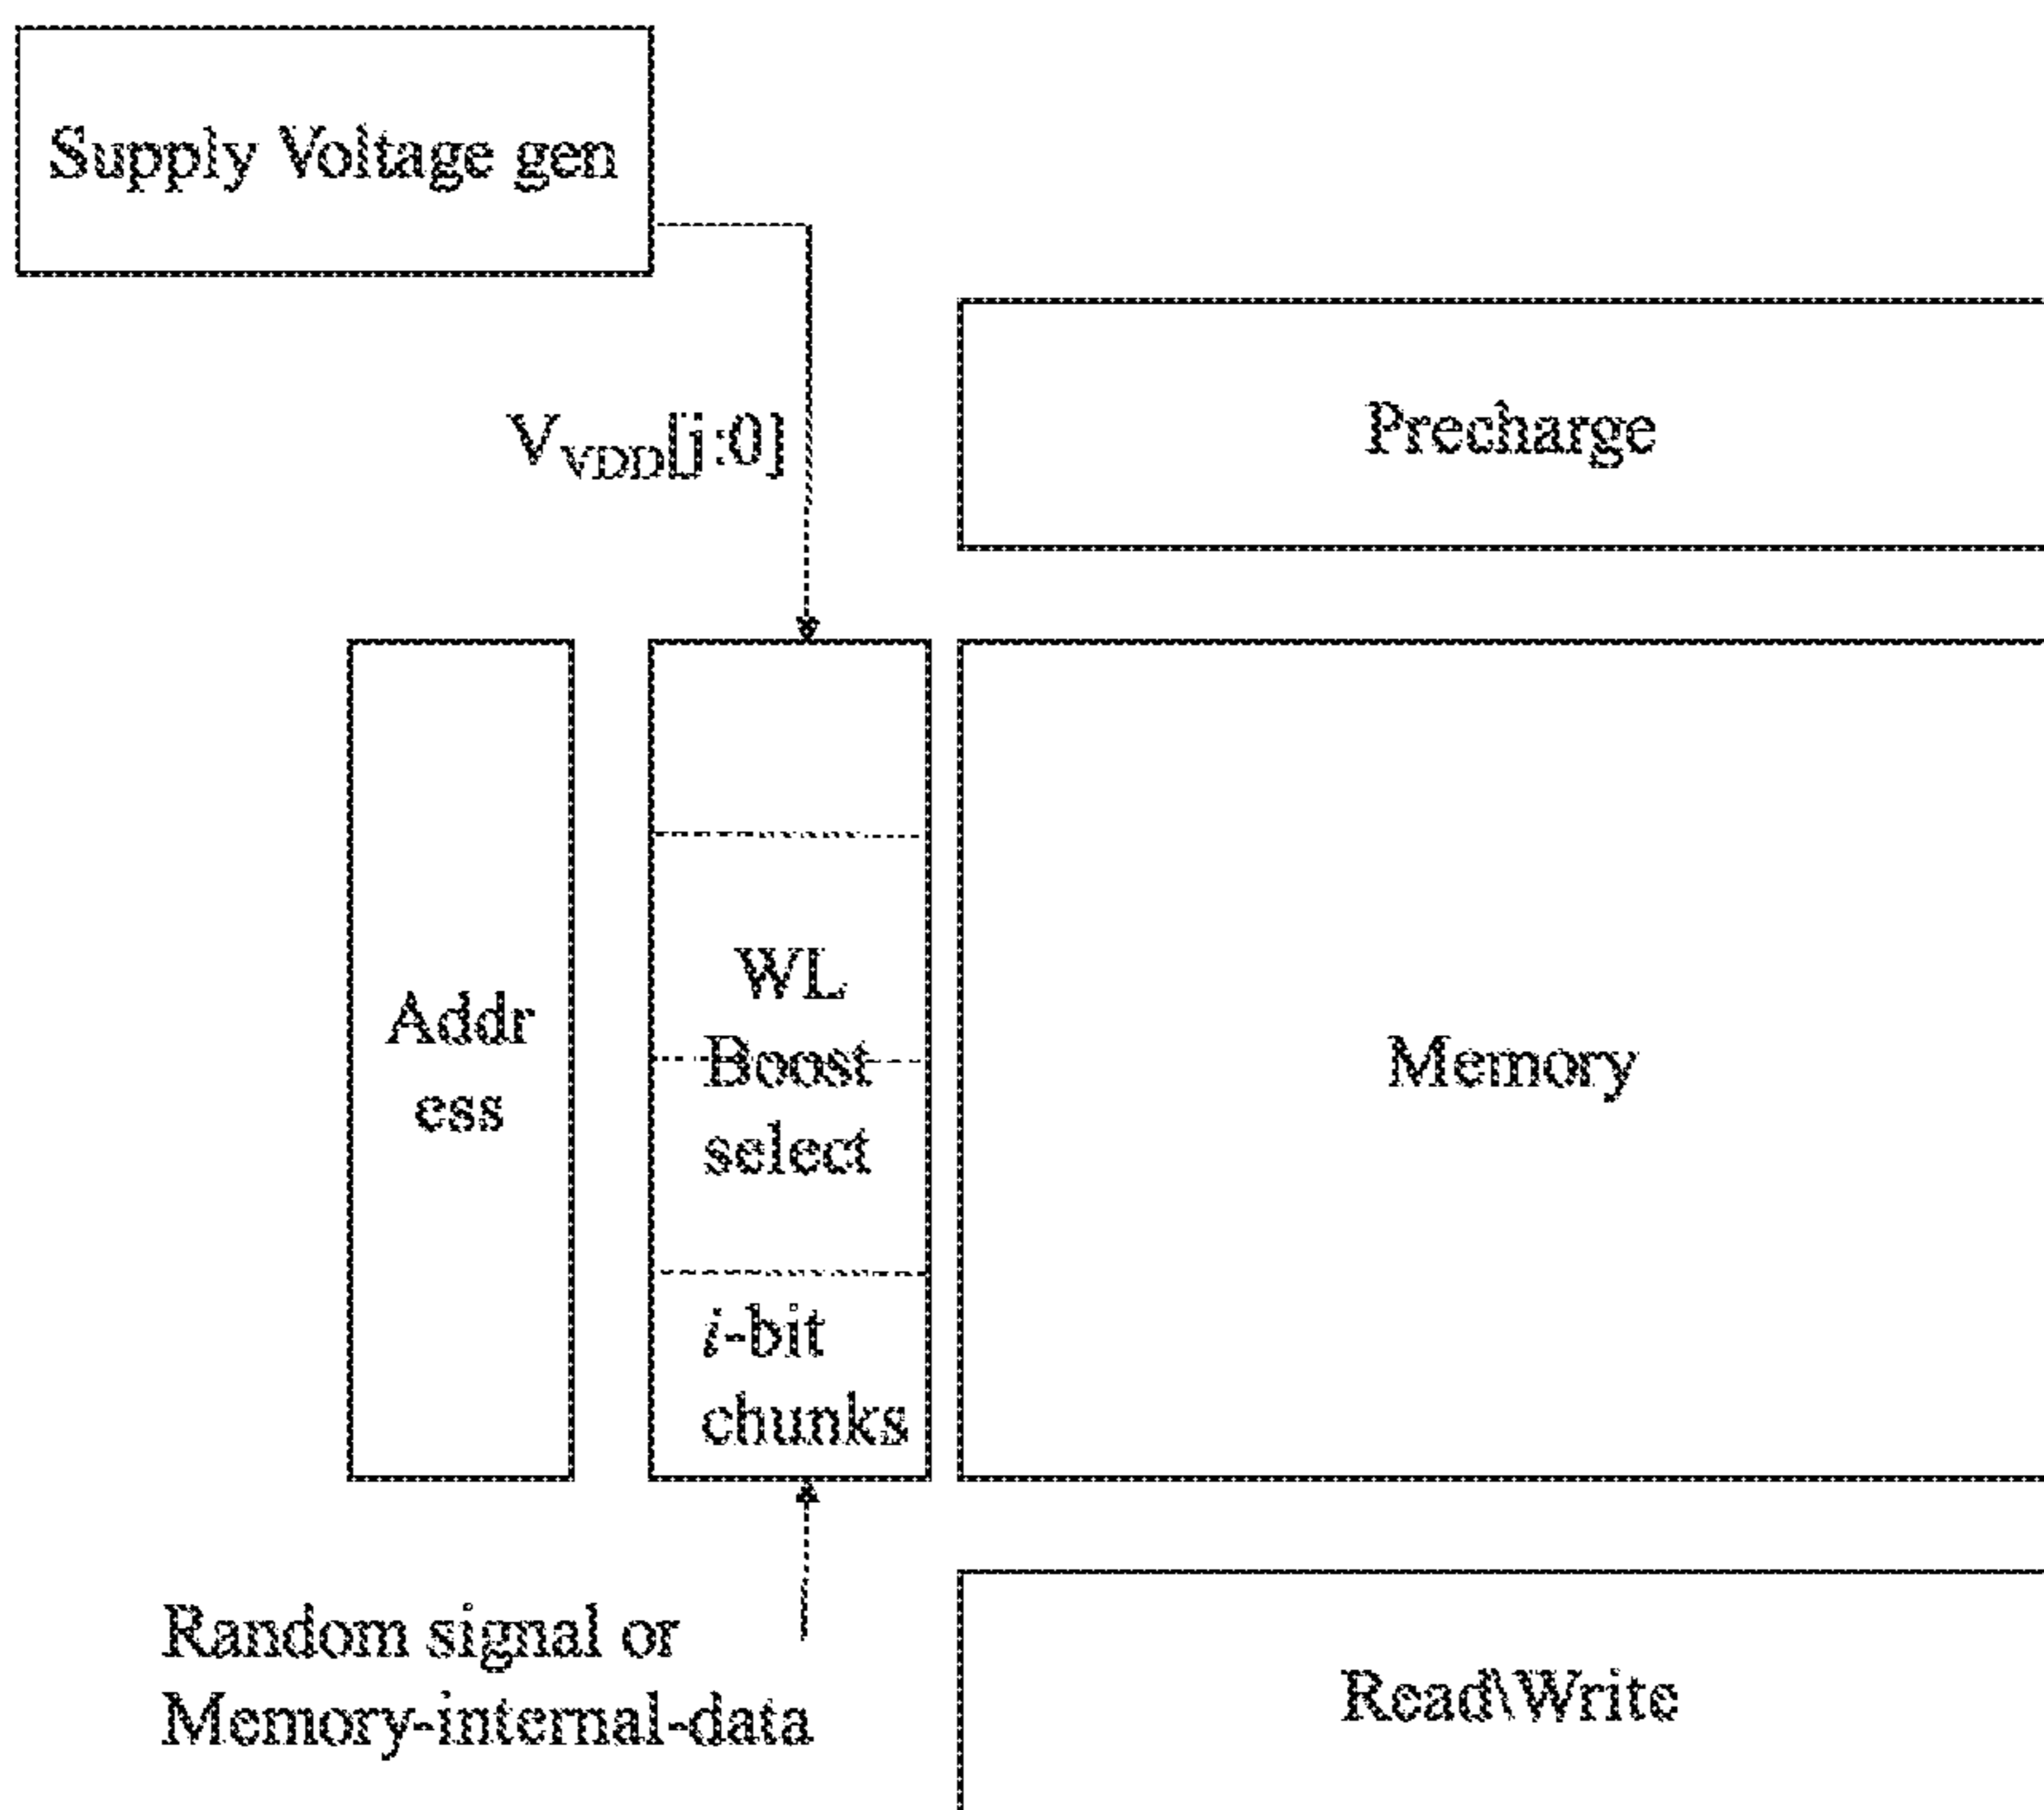 Supply Voltage gen
V_VDD[j:0]
Precharge
Addr
ess
WL
Boost
select
i-bit
chunks
Memory
Random signal or
Memory-internal-data
Read\Write